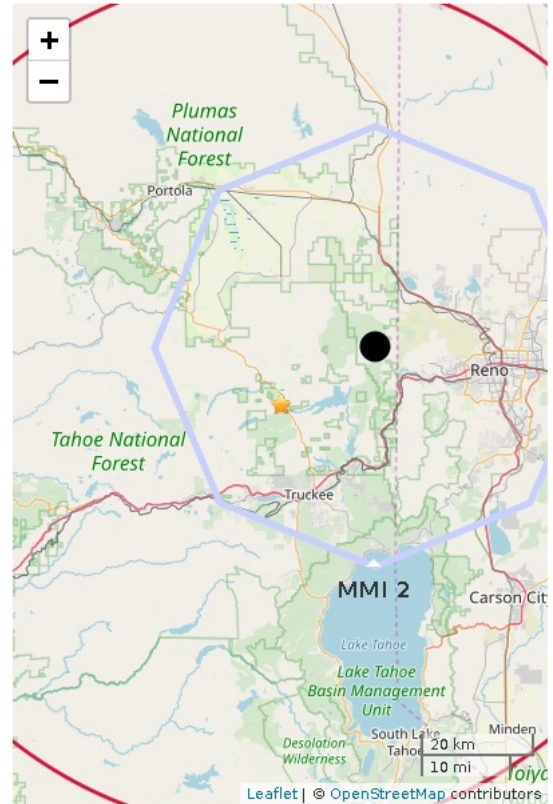 +
−
Plumas
National
Forest
Portola
Reno
Tahoe National
Forest
Truckee
MMI 2
Carson City
Lake Tahoe
Lake Tahoe
Basin Management
Unit
South Lake
Tahoe
Minden
Desolation
Wilderness
20 km
10 mi
Toiya
Leaflet | © OpenStreetMap contributors